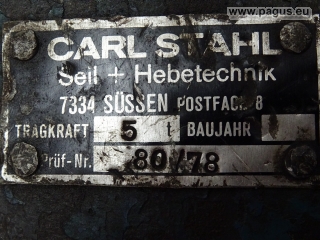 www.pagus.eu
CARL STAHL
Seil + Hebetechnik
7334 SÜSSEN POSTFACH 8
TRAGKRAFT 5 t BAUJAHR
Prüf-Nr. 80/78